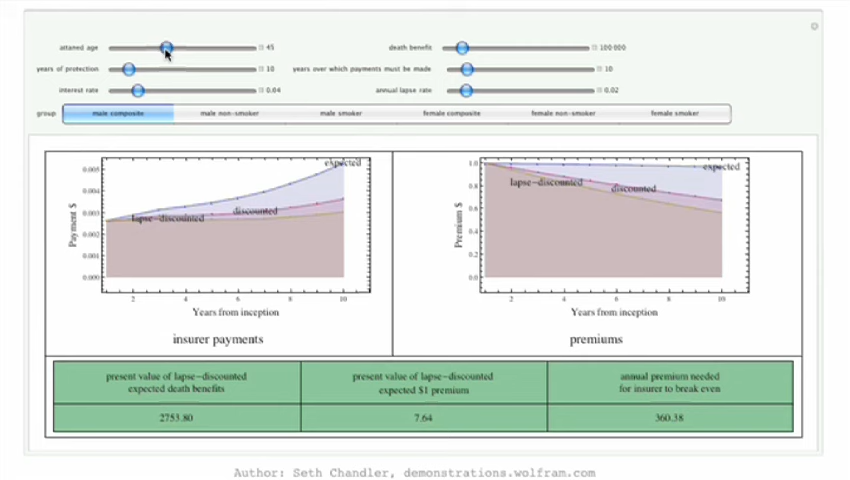 attained age 45 death benefit 100 000
years of protection 10 years over which payments must be made 10
interest rate 0.04 annual lapse rate 0.02
group male composite male non-smoker male smoker female composite female non-smoker female smoker
expected
lapse-discounted
discounted
Payment $
0.005
0.004
0.003
0.002
0.001
0.000
2 4 6 8 10
Years from inception
insurer payments
expected
lapse-discounted
discounted
Premium $
1.0
0.8
0.6
0.4
0.2
0.0
2 4 6 8 10
Years from inception
premiums
present value of lapse-discounted
expected death benefits
present value of lapse-discounted
expected $1 premium
annual premium needed
for insurer to break even
2753.80 7.64 360.38
Author: Seth Chandler, demonstrations.wolfram.com